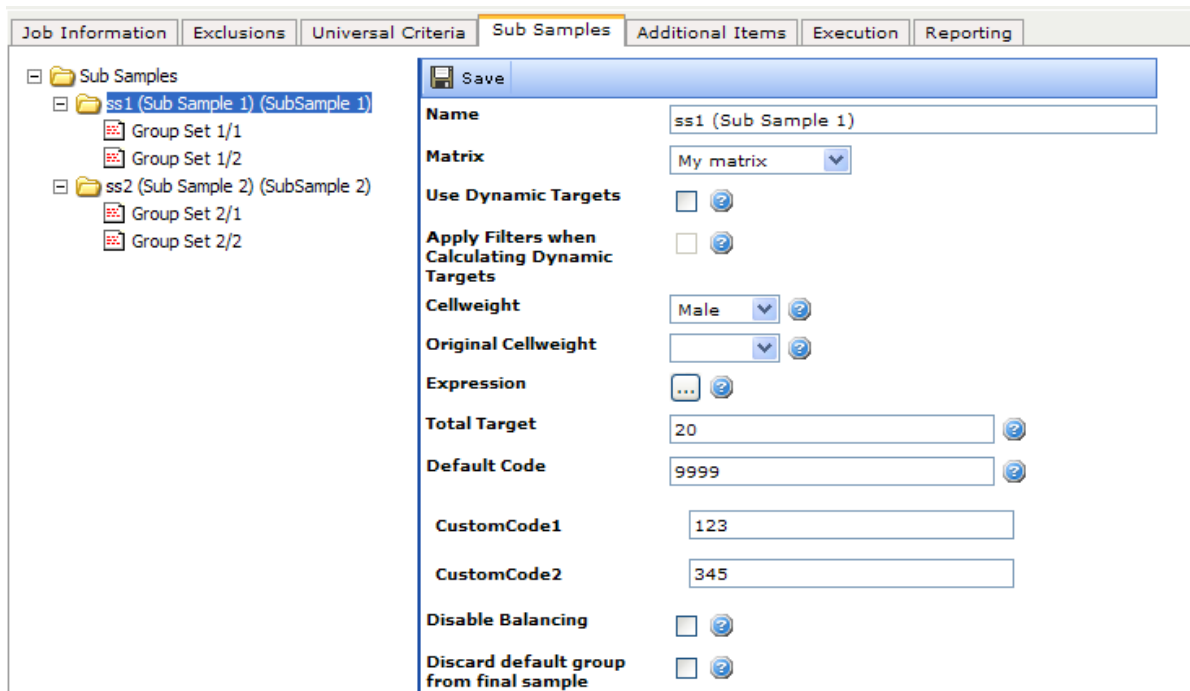 Job Information
Exclusions
Universal Criteria
Sub Samples
Additional Items
Execution
Reporting
Sub Samples
ss1 (Sub Sample 1) (SubSample 1)
Group Set 1/1
Group Set 1/2
ss2 (Sub Sample 2) (SubSample 2)
Group Set 2/1
Group Set 2/2
Save
Name
ss1 (Sub Sample 1)
Matrix
My matrix
Use Dynamic Targets
?
Apply Filters when
Calculating Dynamic
Targets
?
Cellweight
Male
?
Original Cellweight
?
Expression
...
?
Total Target
20
?
Default Code
9999
?
CustomCode1
123
CustomCode2
345
Disable Balancing
?
Discard default group
from final sample
?